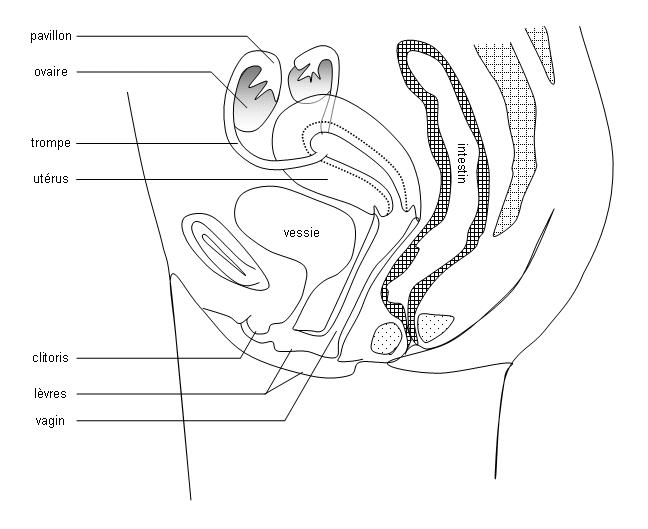 pavillon
ovaire
trompe
utérus
vessie
intestin
clitoris
lèvres
vagin